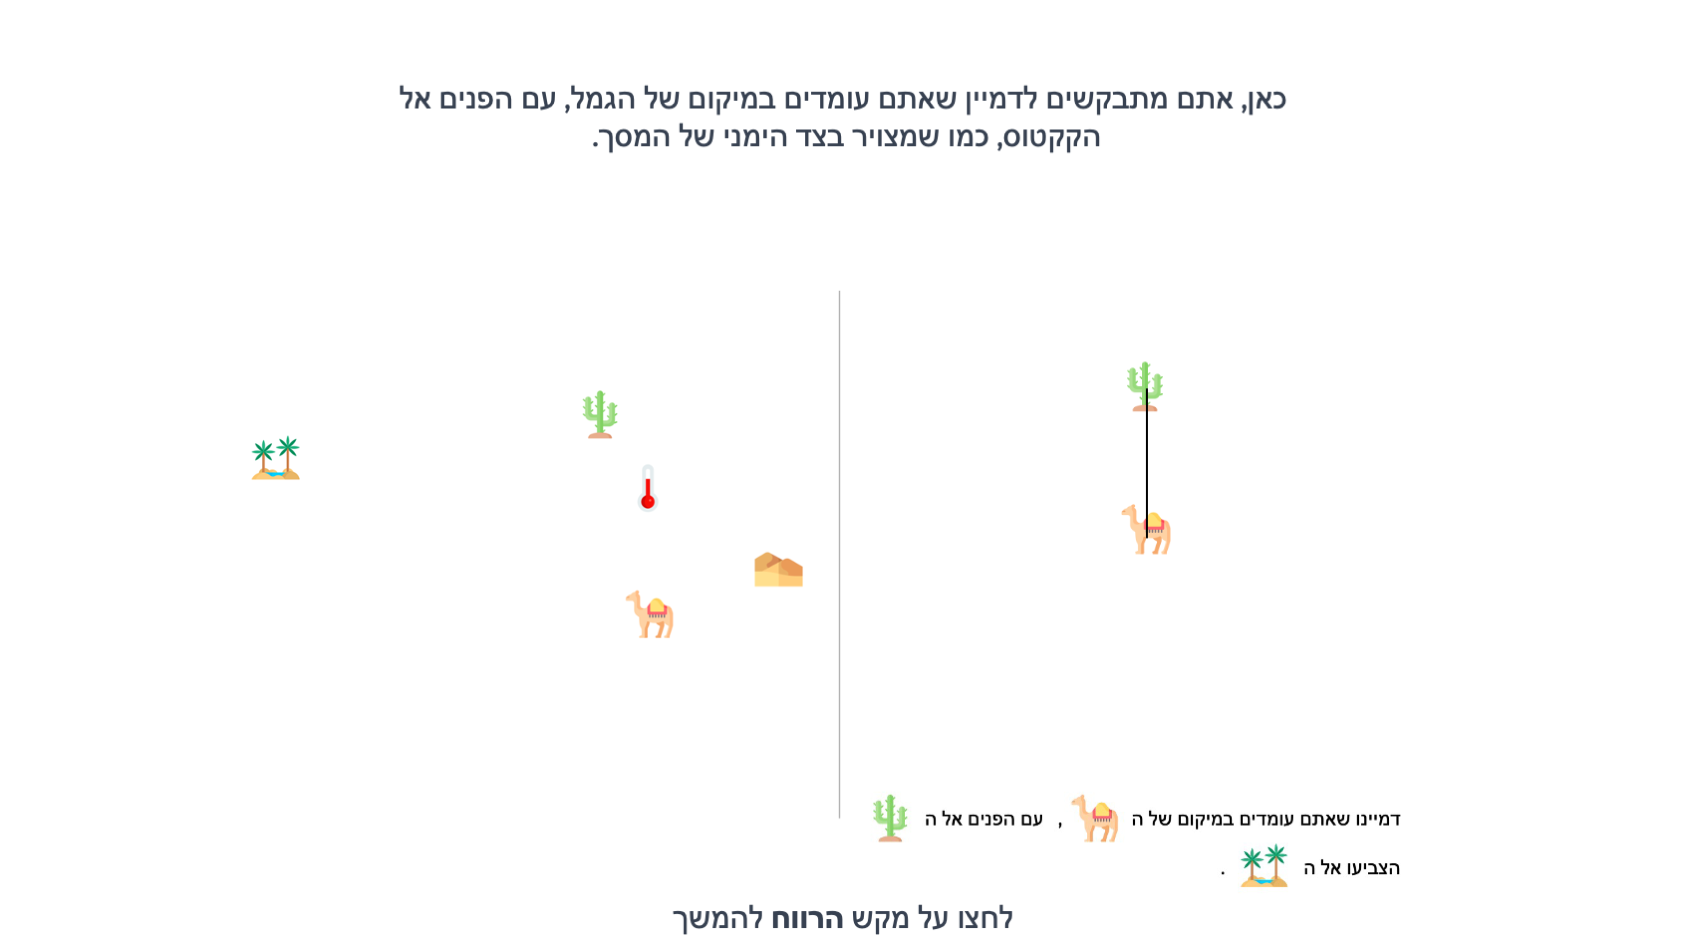 כאן, אתם מתבקשים לדמיין שאתם עומדים במיקום של הגמל, עם הפנים אל
הקקטוס, כמו שמצויר בצד הימני של המסך.
דמיינו שאתם עומדים במיקום של ה , עם הפנים אל ה
הצביעו אל ה .
לחצו על מקש הרווח להמשך